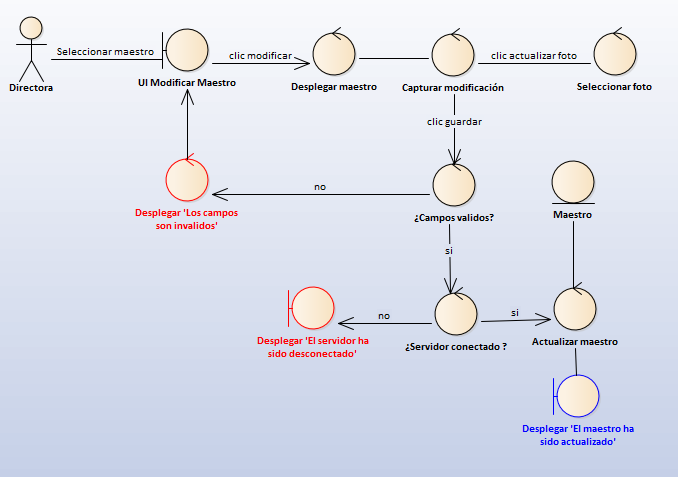 Seleccionar maestro
clic modificar
clic actualizar foto
Directora
UI Modificar Maestro
Desplegar maestro
Capturar modificación
Seleccionar foto
clic guardar
no
Desplegar 'Los campos
son invalidos'
¿Campos validos?
Maestro
si
no
si
Desplegar 'El servidor ha
sido desconectado'
¿Servidor conectado ?
Actualizar maestro
Desplegar 'El maestro ha
sido actualizado'